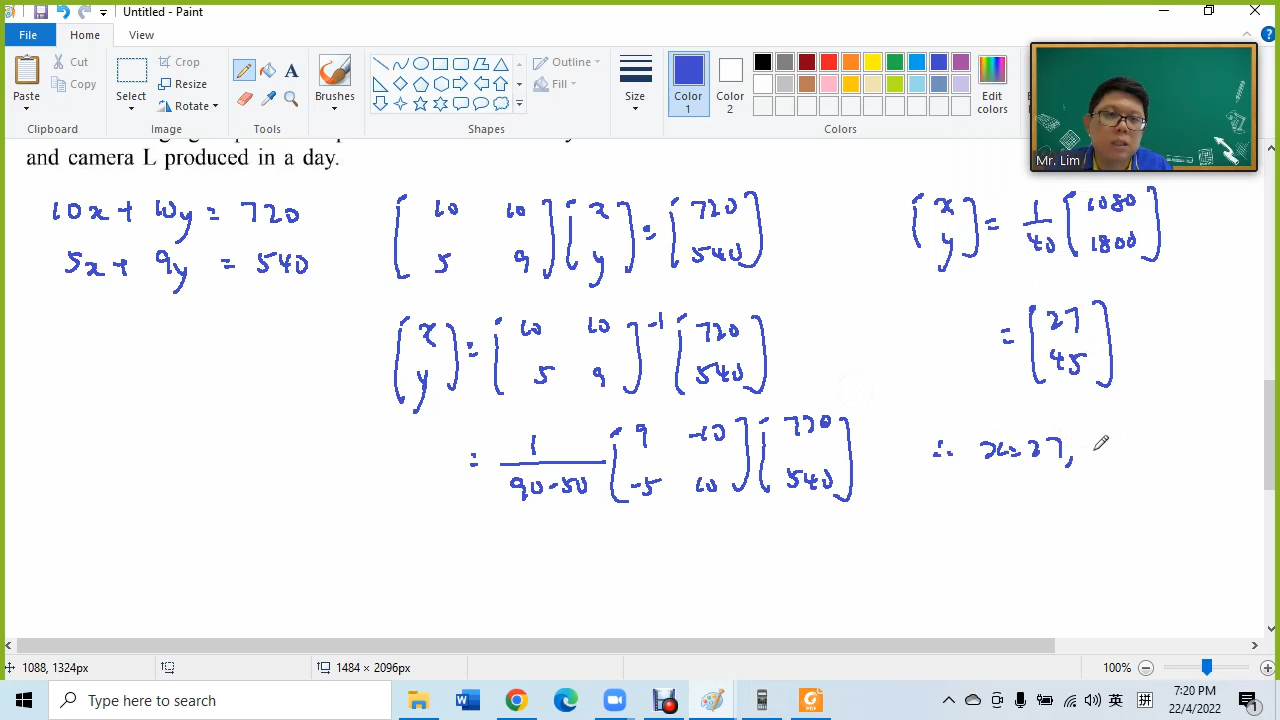 Untitled - Paint
File Home View
Cut
Copy
Paste
Clipboard
Select
Crop
Resize
Rotate
Image
Tools
Brushes
Shapes
Outline
Fill
Size
Color 1
Color 2
Edit colors
Colors
Mr. Lim
and camera L produced in a day.
10x + 10y = 720
5x + 9y = 540
[10 10
5 9] [x
y] = [720
540]
[x
y] = [10 10
5 9]-1 [720
540]
= 1
90-50 [9 -10
-5 10] [720
540]
[x
y] = 1
40 [1080
1800]
= [27
45]
∴ x=27,
1088, 1324px
1484 × 2096px
100%
Type here to search
英
拼
7:20 PM
22/4/2022
1